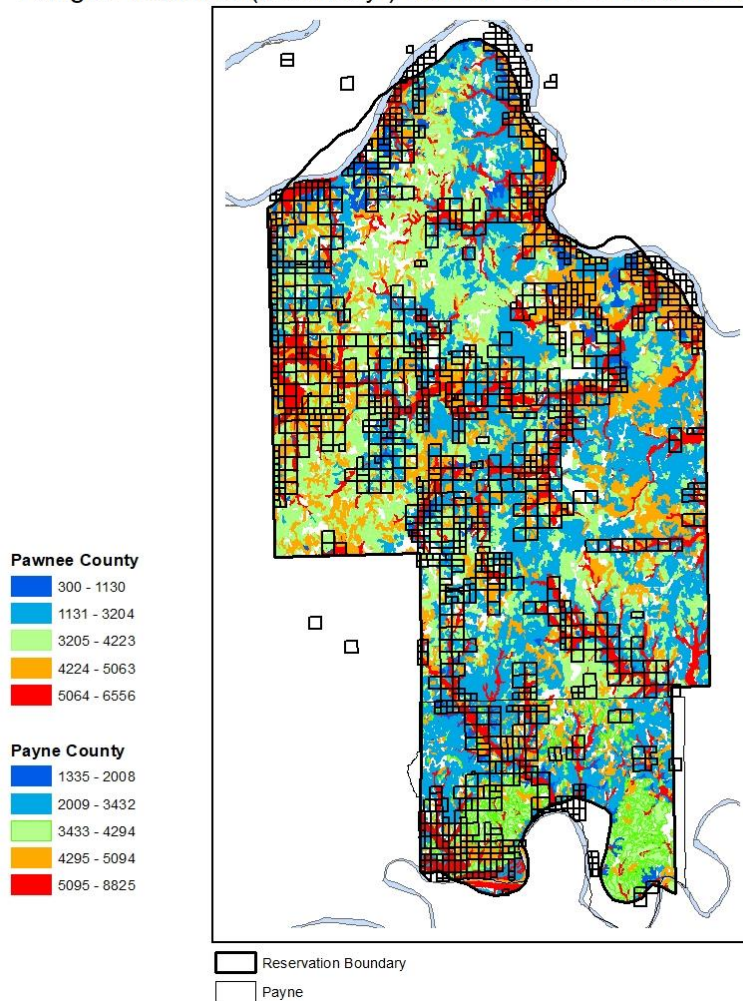 Pawnee County
300 - 1130
1131 - 3204
3205 - 4223
4224 - 5063
5064 - 6556
Payne County
1335 - 2008
2009 - 3432
3433 - 4294
4295 - 5094
5095 - 8825
Reservation Boundary
Payne